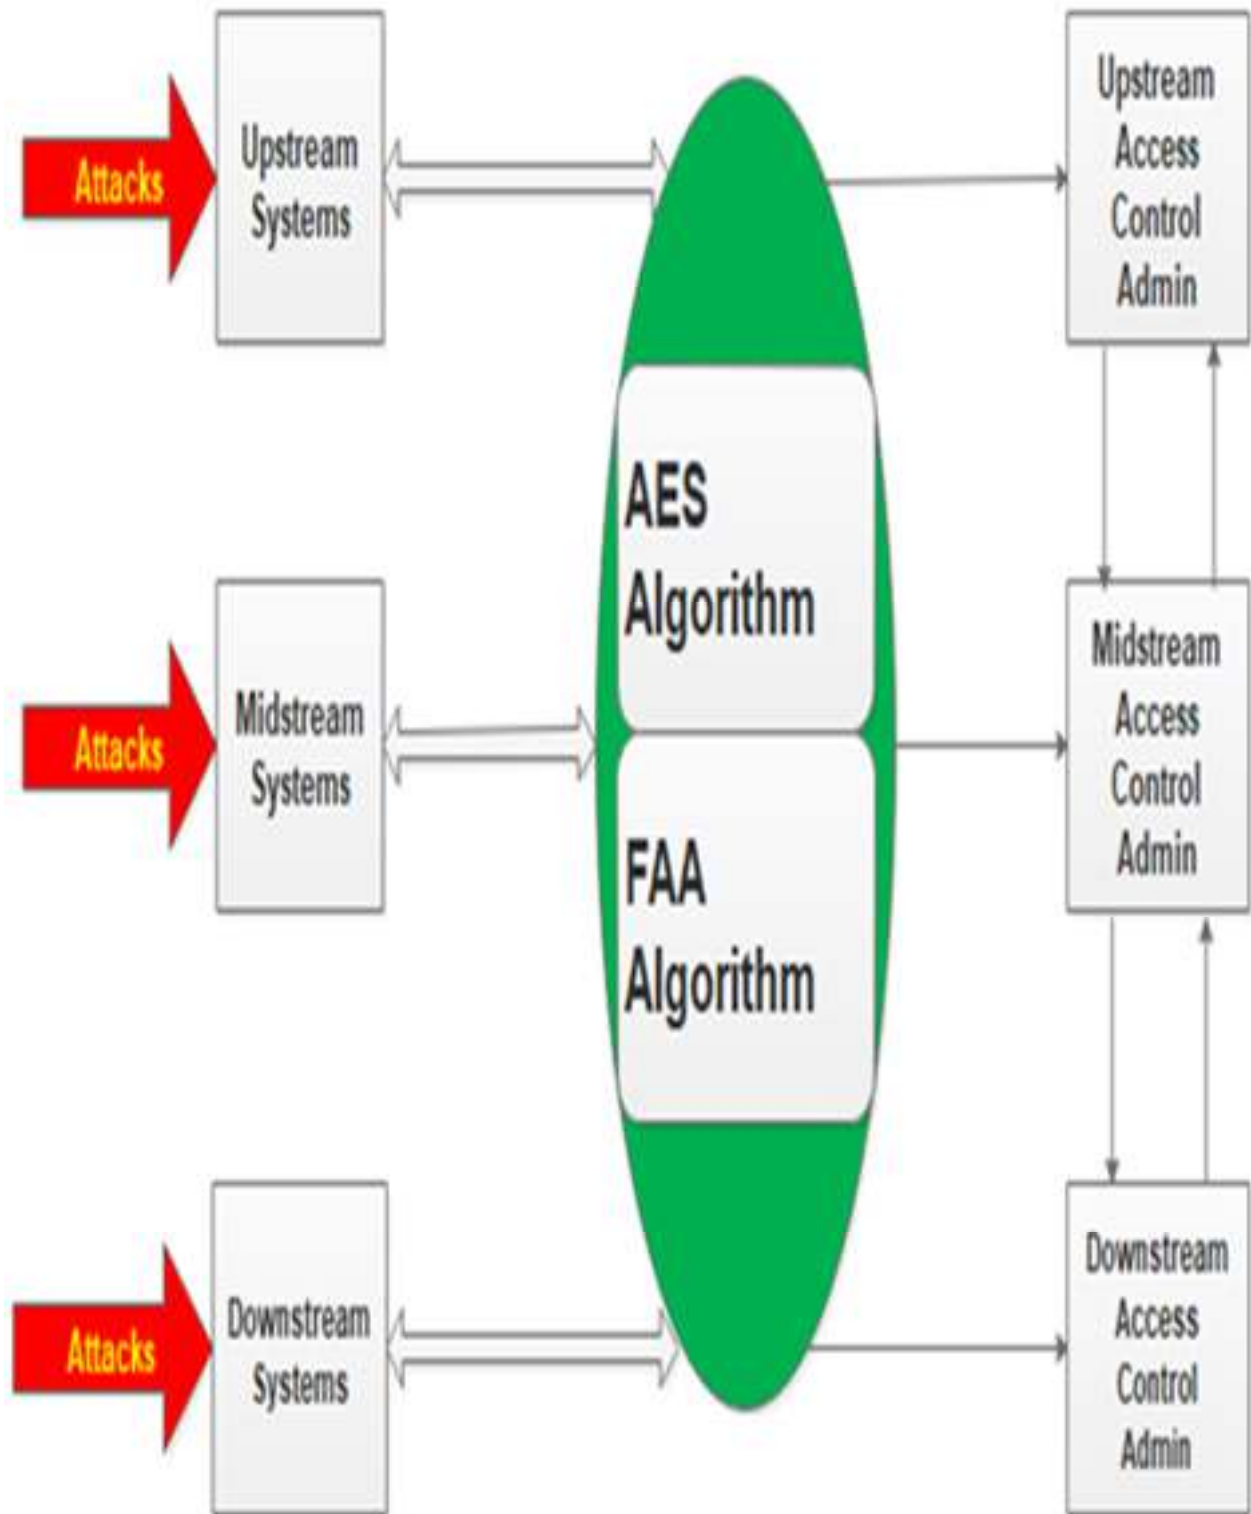 Attacks
Upstream
Systems
Upstream
Access
Control
Admin
AES
Algorithm
Attacks
Midstream
Systems
Midstream
Access
Control
Admin
FAA
Algorithm
Attacks
Downstream
Systems
Downstream
Access
Control
Admin